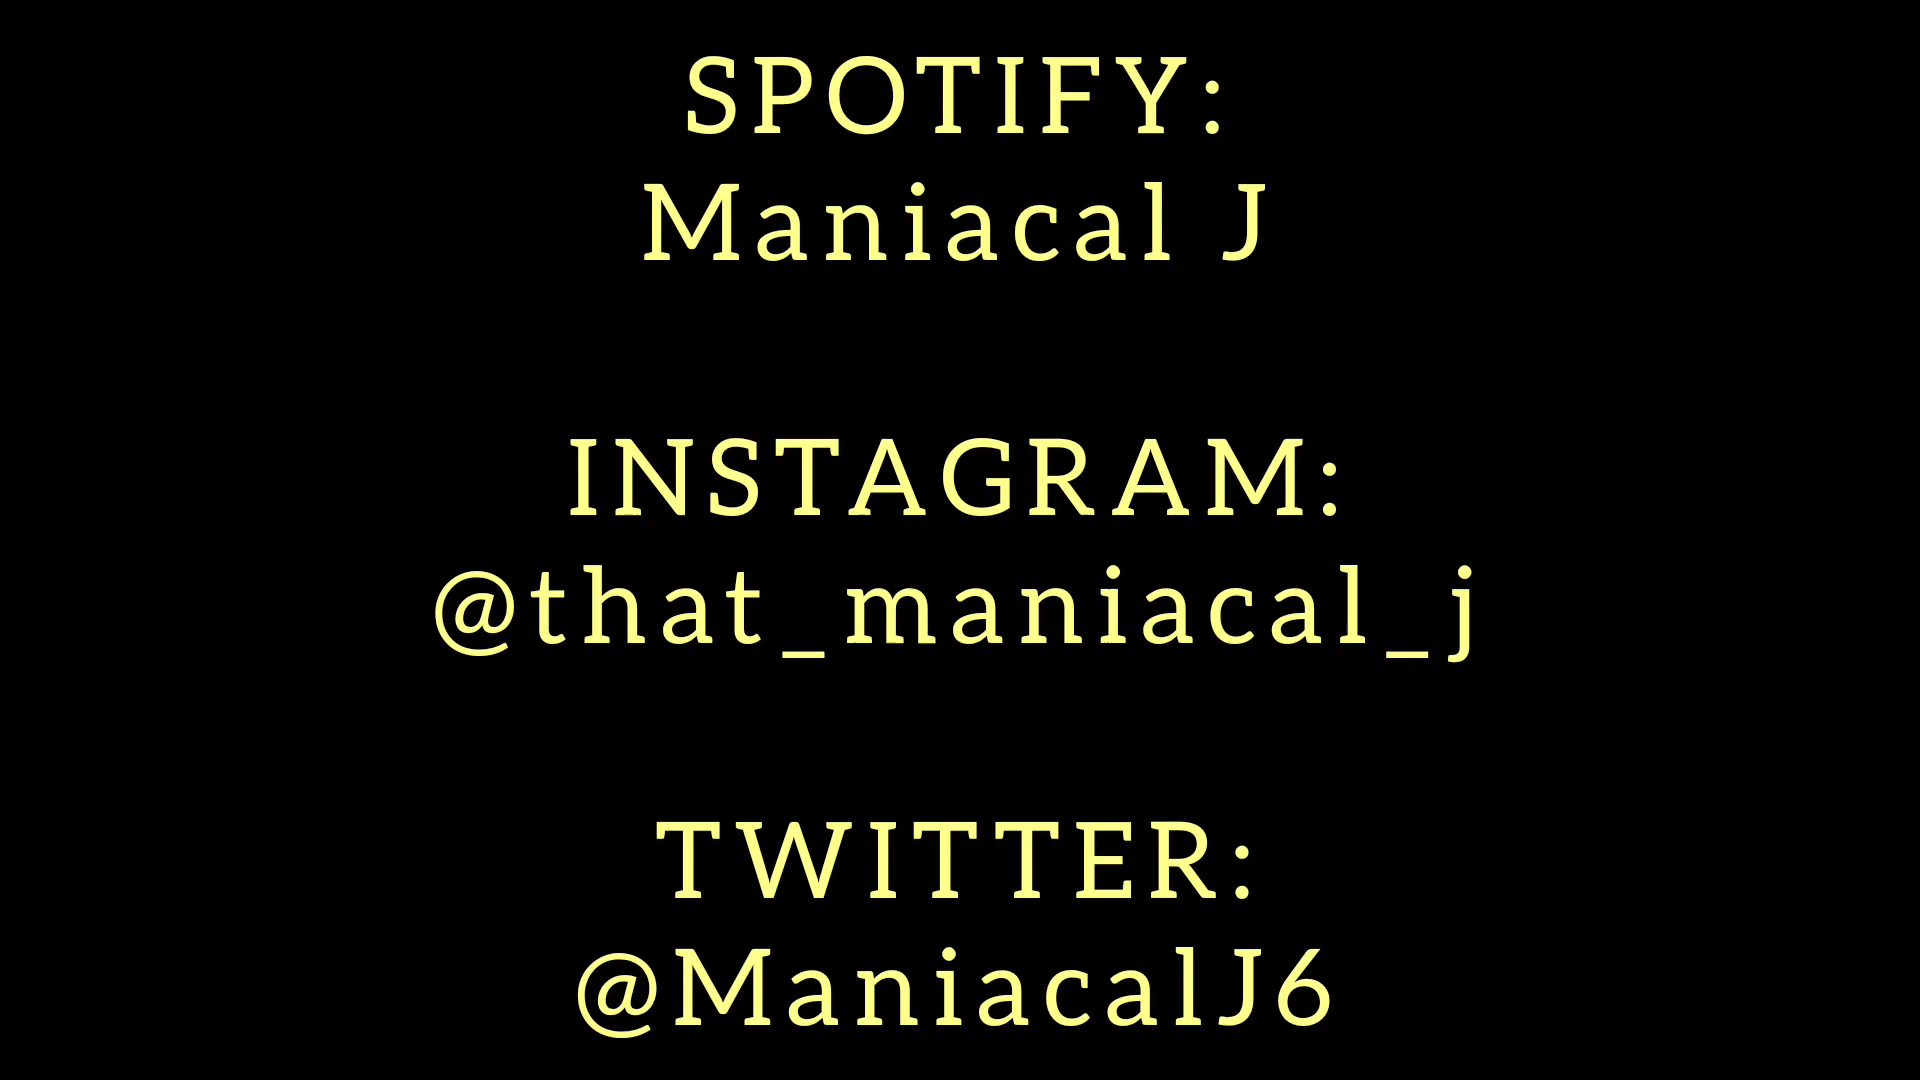 SPOTIFY:
Maniacal J
INSTAGRAM:
@that_maniacal_j
TWITTER:
@ManiacalJ6